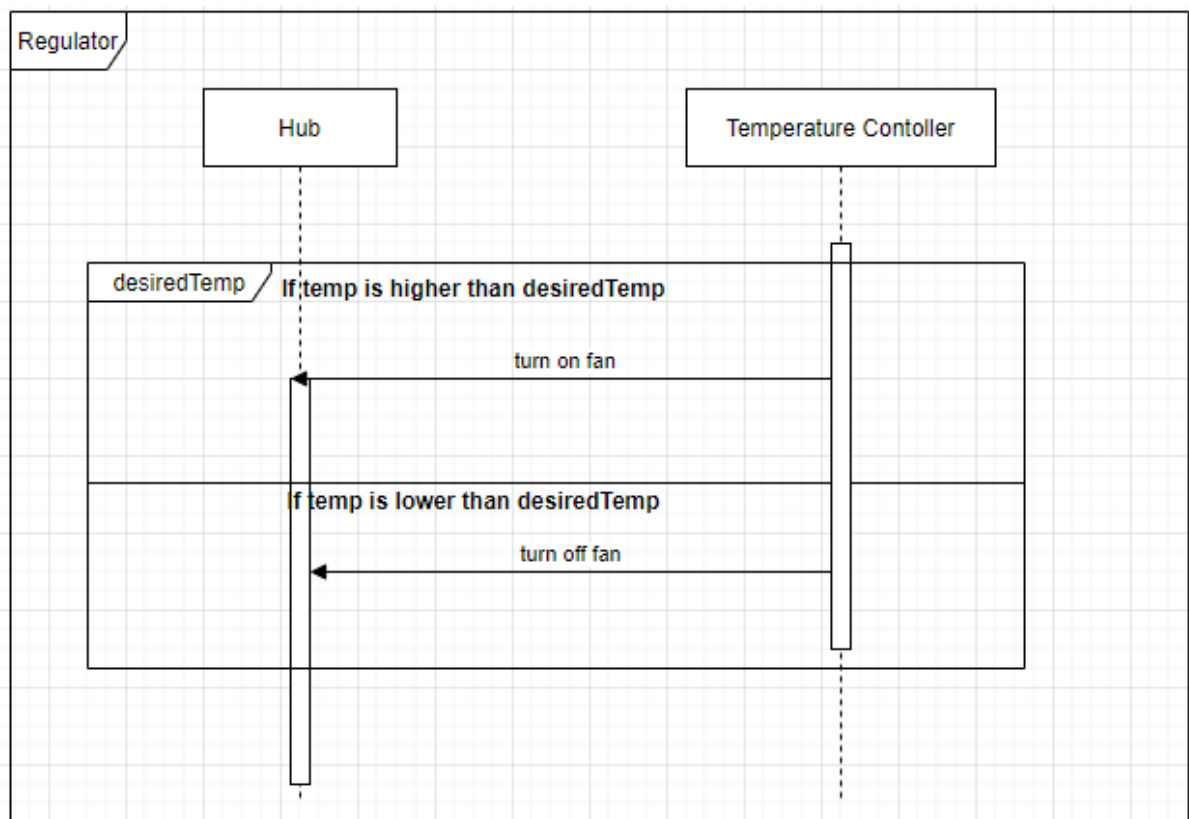 Regulator
Hub
Temperature Contoller
desiredTemp
If temp is higher than desiredTemp
turn on fan
If temp is lower than desiredTemp
turn off fan